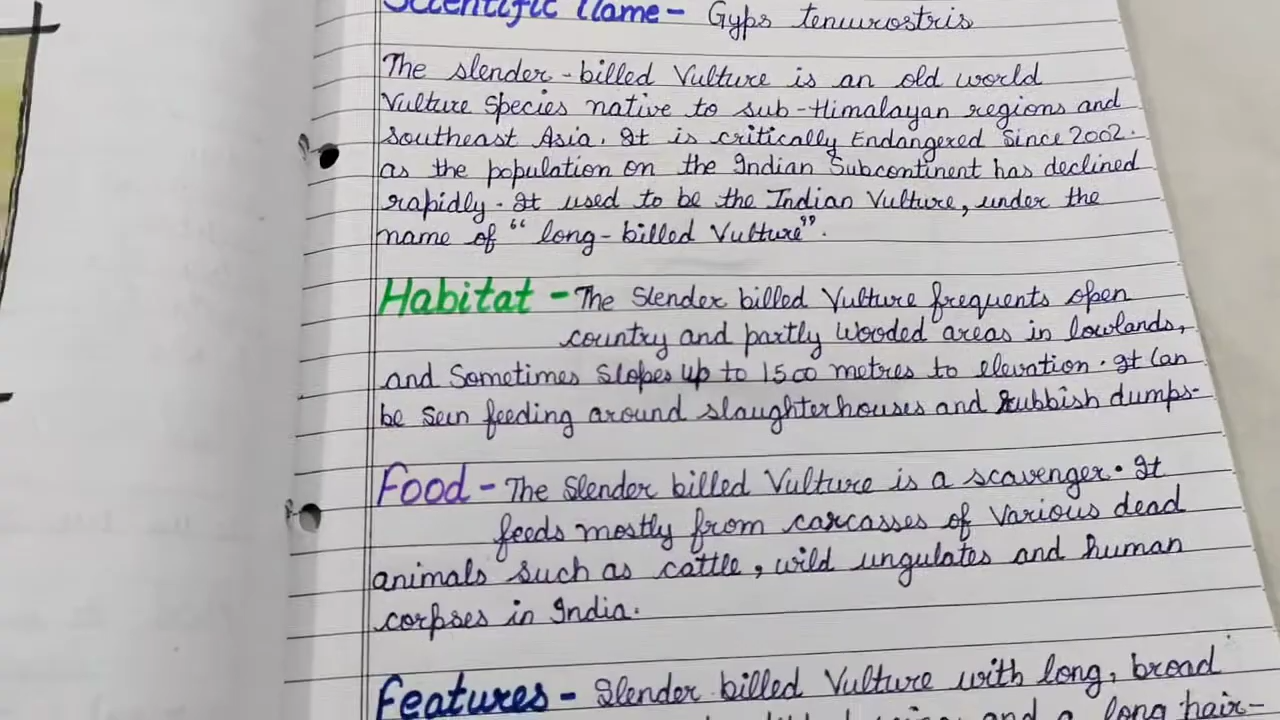 Scientific Name - Gyps tenuirostris
The slender-billed Vulture is an old world
Vulture Species native to sub-Himalayan regions and
Southeast Asia. It is critically Endangered Since 2002.
as the population on the Indian Subcontinent has declined
rapidly. It used to be the Indian Vulture, under the
name of "long-billed Vulture".
Habitat - The Slender billed Vulture frequents open
country and partly Wooded areas in lowlands,
and Sometimes Slopes up to 1500 metres to elevation. It Can
be Seen feeding around slaughterhouses and rubbish dumps-
Food - The Slender billed Vulture is a scavenger. It
feeds mostly from carcasses of Various dead
animals such as cattle, wild ungulates and human
corpses in India.
Features - Slender billed Vulture with long, broad
and a long hair-